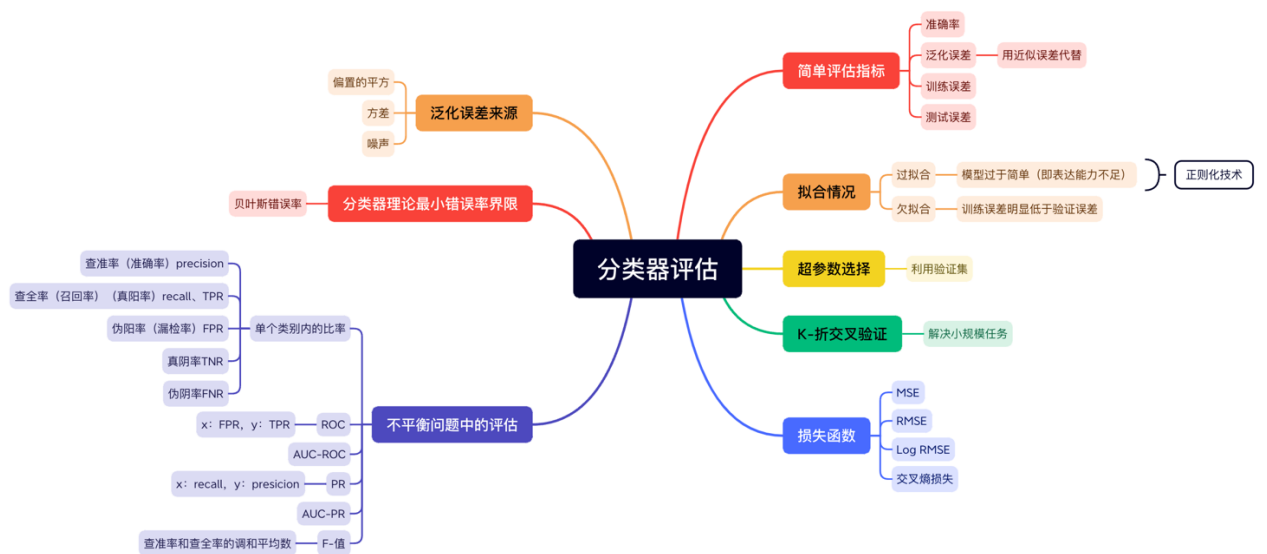 分类器评估
简单评估指标
准确率
泛化误差
用近似误差代替
训练误差
测试误差
拟合情况
过拟合
模型过于简单（即表达能力不足）
正则化技术
欠拟合
训练误差明显低于验证误差
超参数选择
利用验证集
K-折交叉验证
解决小规模任务
损失函数
MSE
RMSE
Log RMSE
交叉熵损失
泛化误差来源
偏置的平方
方差
噪声
分类器理论最小错误率界限
贝叶斯错误率
不平衡问题中的评估
单个类别内的比率
查准率（准确率）precision
查全率（召回率）（真阳率）recall、TPR
伪阳率（漏检率）FPR
真阴率TNR
伪阴率FNR
ROC
x：FPR，y：TPR
AUC-ROC
PR
x：recall，y：presicion
AUC-PR
F-值
查准率和查全率的调和平均数